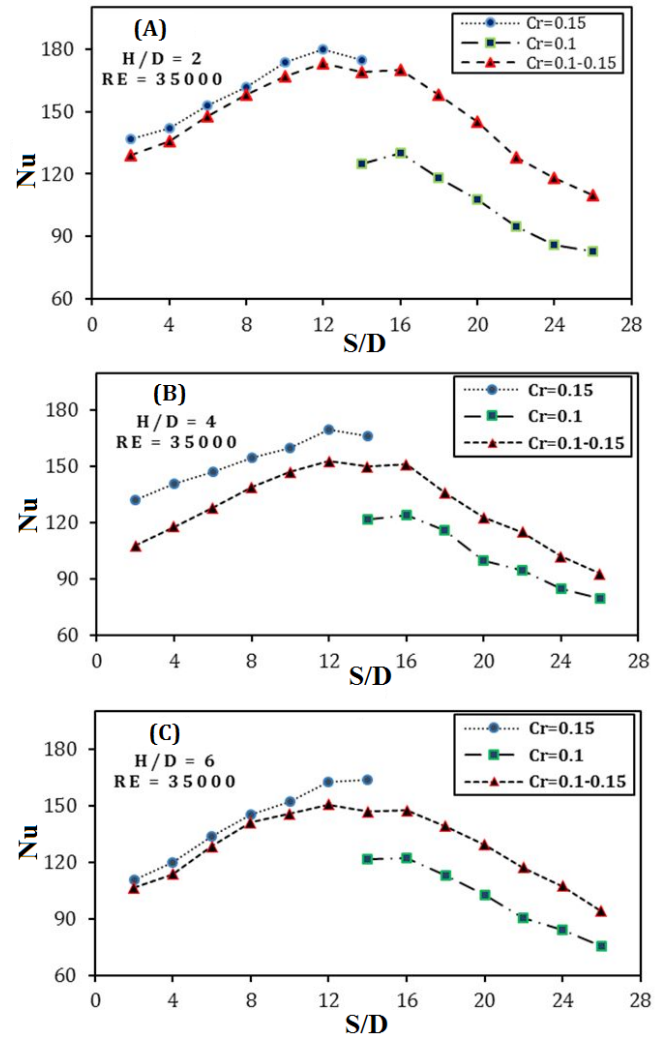 (A)
H/D = 2
RE = 35000
Cr=0.15
Cr=0.1
Cr=0.1-0.15
Nu
180
150
120
90
60
0 4 8 12 16 20 24 28
S/D
(B)
H/D = 4
RE = 35000
Cr=0.15
Cr=0.1
Cr=0.1-0.15
Nu
180
150
120
90
60
0 4 8 12 16 20 24 28
S/D
(C)
H/D = 6
RE = 35000
Cr=0.15
Cr=0.1
Cr=0.1-0.15
Nu
180
150
120
90
60
0 4 8 12 16 20 24 28
S/D